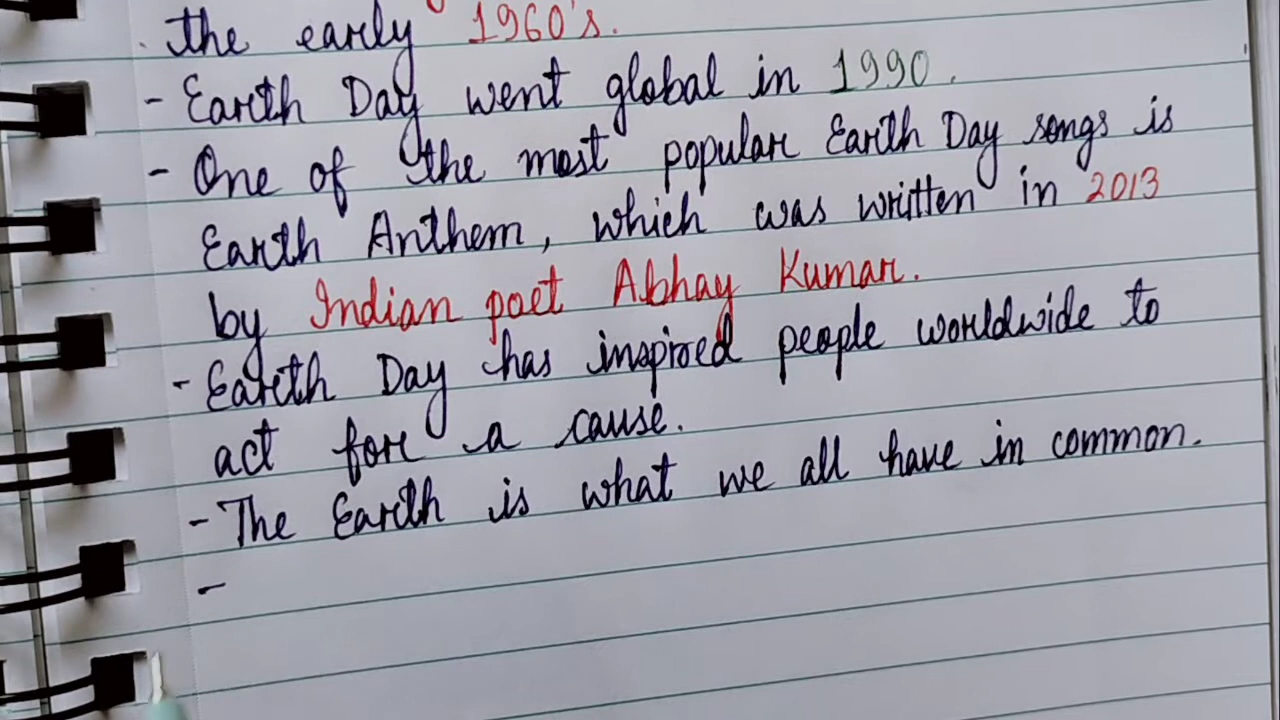 the early 1960's.
- Earth Day went global in 1990.
- One of the most popular Earth Day songs is
Earth Anthem, which was written in 2013
by Indian poet Abhay Kumar.
- Earth Day has inspired people worldwide to
act for a cause.
- The Earth is what we all have in common.
-